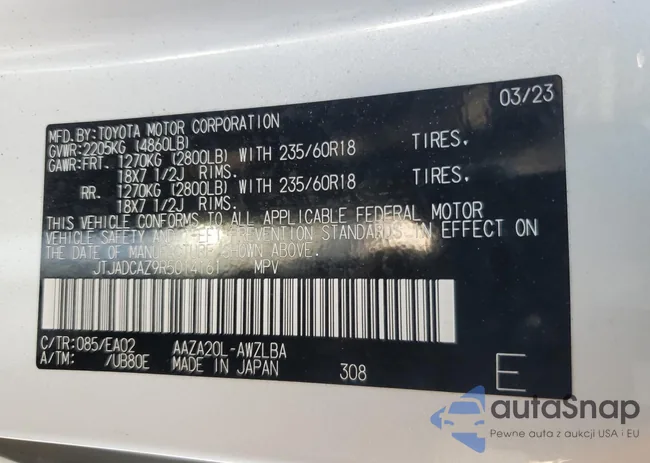 03/23
MFD.BY:TOYOTA MOTOR CORPORATION
GVWR:2205KG (4860LB)
GAWR:FRT. 1270KG (2800LB) WITH 235/60R18 TIRES,
18X7 1/2J RIMS.
RR. 1270KG (2800LB) WITH 235/60R18 TIRES,
18X7 1/2J RIMS.
THIS VEHICLE CONFORMS TO ALL APPLICABLE FEDERAL MOTOR
VEHICLE SAFETY AND THEFT PREVENTION STANDARDS IN EFFECT ON
THE DATE OF MANUFACTURE SHOWN ABOVE.
MPV
C/TR:085/EA02 AAZA20L-AWZLBA
A/TM: /UB80E MADE IN JAPAN 308 E
autaSnap
Pewne auta z aukcji USA i EU